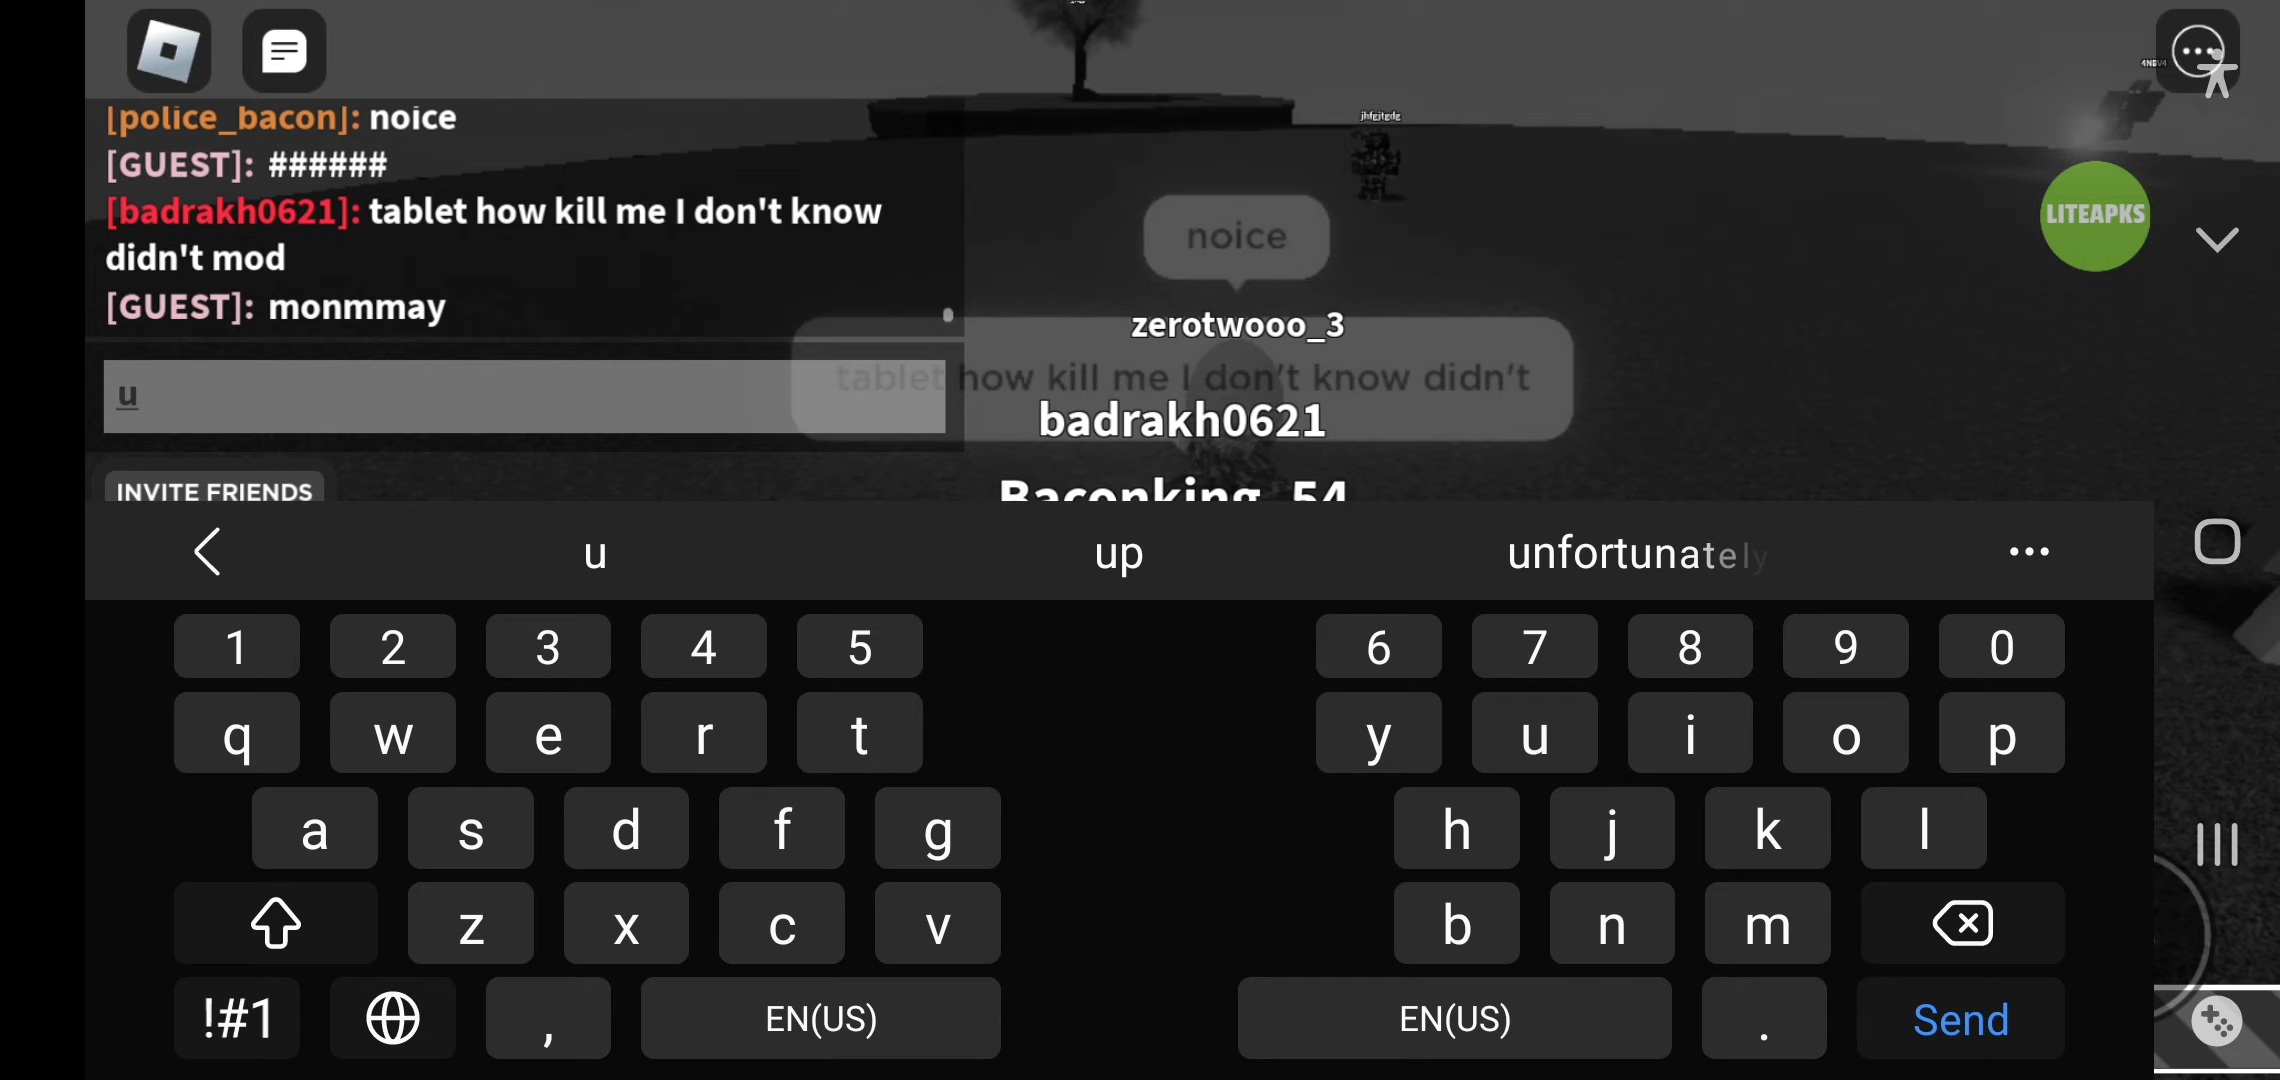 [police_bacon]: noice
[GUEST]: ######
[badrakh0621]: tablet how kill me I don't know
didn't mod
[GUEST]: monmmay
u
INVITE FRIENDS
jhfgjtgdg
noice
zerotwooo_3
tablet how kill me I don't know didn't
badrakh0621
Baconking_54
LITEAPKS
u up unfortunately
1 2 3 4 5 6 7 8 9 0
q w e r t y u i o p
a s d f g h j k l
z x c v b n m
!#1 , EN(US) EN(US) . Send